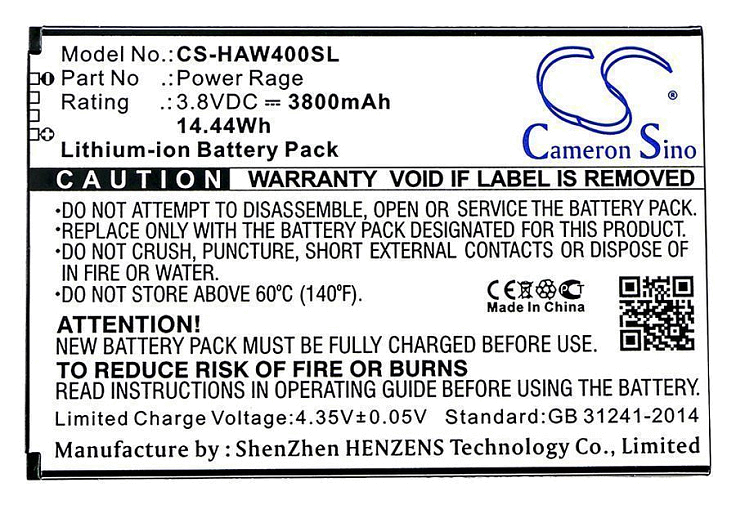 Model No.:CS-HAW400SL
Part No   .:Power Rage
Rating     :3.8VDC ⎓ 3800mAh
14.44Wh
Lithium-ion Battery Pack
CS
®
Cameron Sino
CAUTION WARRANTY VOID IF LABEL IS REMOVED
•DO NOT ATTEMPT TO DISASSEMBLE, OPEN OR SERVICE THE BATTERY PACK.
•REPLACE ONLY WITH THE BATTERY PACK DESIGNATED FOR THIS PRODUCT.
•DO NOT CRUSH, PUNCTURE, SHORT EXTERNAL CONTACTS OR DISPOSE OF
IN FIRE OR WATER.
•DO NOT STORE ABOVE 60°C (140°F).
CE PCT
Made In China
ATTENTION!
NEW BATTERY PACK MUST BE FULLY CHARGED BEFORE USE.
TO REDUCE RISK OF FIRE OR BURNS
READ INSTRUCTIONS IN OPERATING GUIDE BEFORE USING THE BATTERY PACK.
Limited Charge Voltage:4.35V±0.05V   Standard:GB 31241-2014
Manufacture by : ShenZhen HENZENS Technology Co., Limited